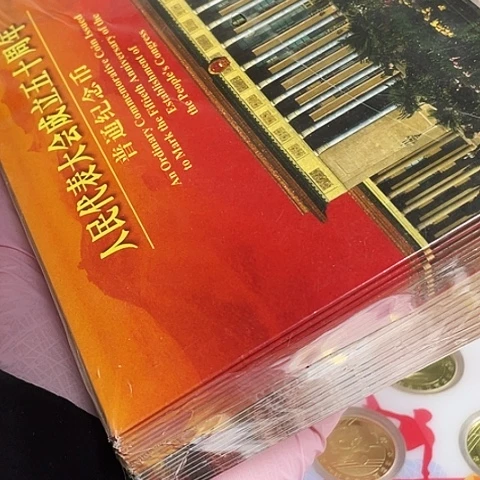 人民代表大会成立五十周年
普通纪念币
An Ordinary Commemorative Coin Issued
to Mark the Fiftieth Anniversary of the
Establishment of
the People's Congress